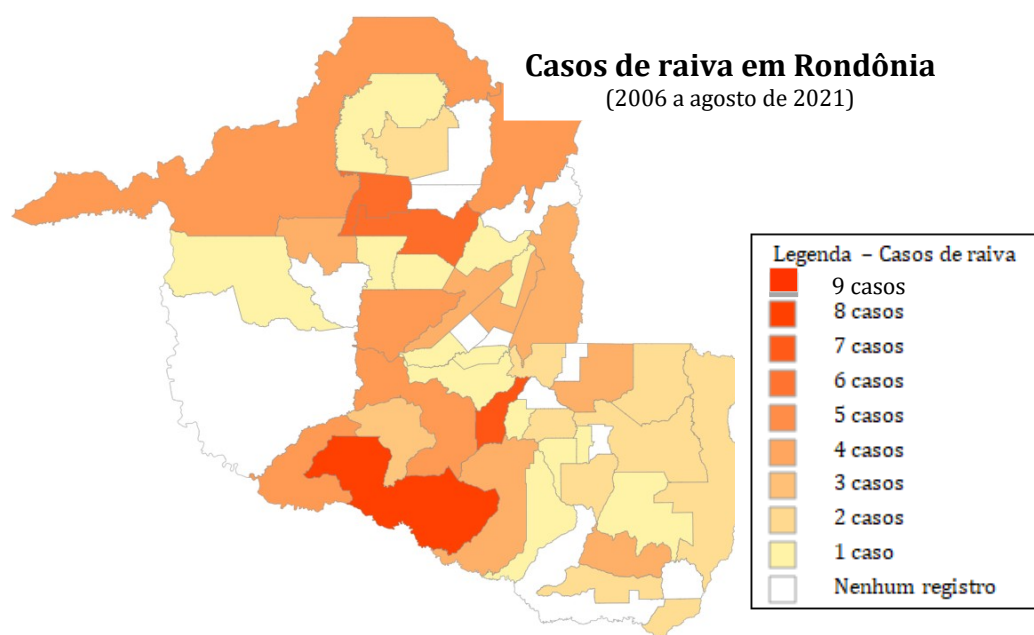 Casos de raiva em Rondônia
(2006 a agosto de 2021)
Legenda – Casos de raiva
9 casos
8 casos
7 casos
6 casos
5 casos
4 casos
3 casos
2 casos
1 caso
Nenhum registro